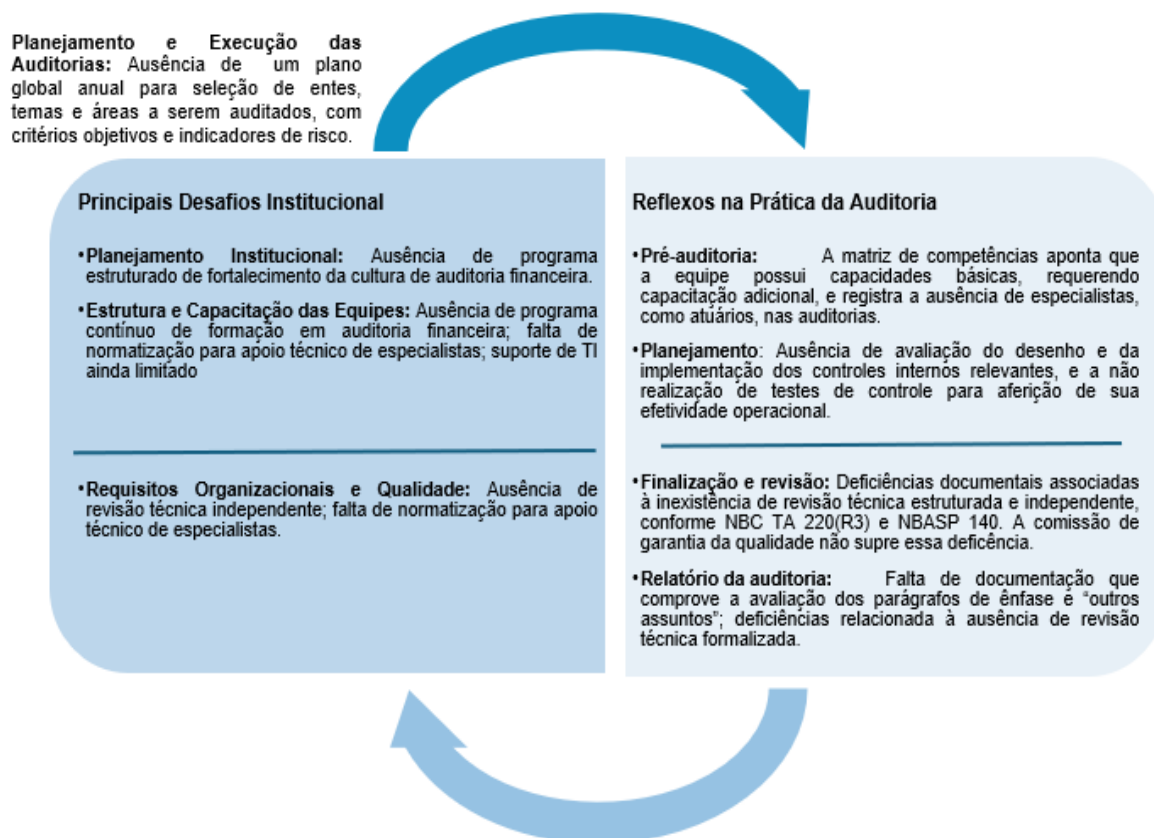 Planejamento e Execução das
Auditorias: Ausência de um plano
global anual para seleção de entes,
temas e áreas a serem auditados, com
critérios objetivos e indicadores de risco.
Principais Desafios Institucional
•Planejamento Institucional: Ausência de programa
estruturado de fortalecimento da cultura de auditoria financeira.
•Estrutura e Capacitação das Equipes: Ausência de programa
contínuo de formação em auditoria financeira; falta de
normatização para apoio técnico de especialistas; suporte de TI
ainda limitado
•Requisitos Organizacionais e Qualidade: Ausência de
revisão técnica independente; falta de normatização para apoio
técnico de especialistas.
Reflexos na Prática da Auditoria
•Pré-auditoria: A matriz de competências aponta que
a equipe possui capacidades básicas, requerendo
capacitação adicional, e registra a ausência de especialistas,
como atuários, nas auditorias.
•Planejamento: Ausência de avaliação do desenho e da
implementação dos controles internos relevantes, e a não
realização de testes de controle para aferição de sua
efetividade operacional.
•Finalização e revisão: Deficiências documentais associadas
à inexistência de revisão técnica estruturada e independente,
conforme NBC TA 220(R3) e NBASP 140. A comissão de
garantia da qualidade não supre essa deficência.
•Relatório da auditoria: Falta de documentação que
comprove a avaliação dos parágrafos de ênfase e “outros
assuntos”; deficiências relacionada à ausência de revisão
técnica formalizada.